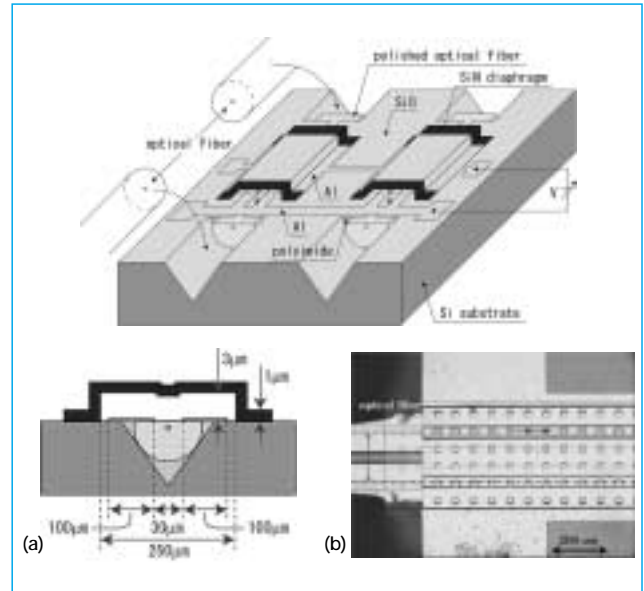 polished optical fiber
SiN diaphragm
optical fiber
Al
Al
polyimide
V
Si substrate
3μm
1μm
100μm
30μm
100μm
250μm
(a)
optical fiber
(b)